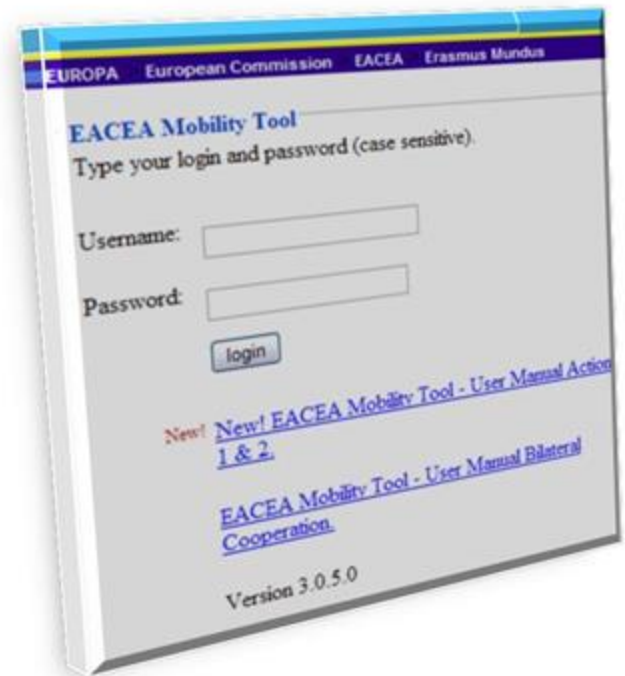 EUROPA European Commission EACEA Erasmus Mundus
EACEA Mobility Tool
Type your login and password (case sensitive).
Username:
Password:
login
New! New! EACEA Mobility Tool - User Manual Action
1 & 2.
EACEA Mobility Tool - User Manual Bilateral
Cooperation.
Version 3.0.5.0